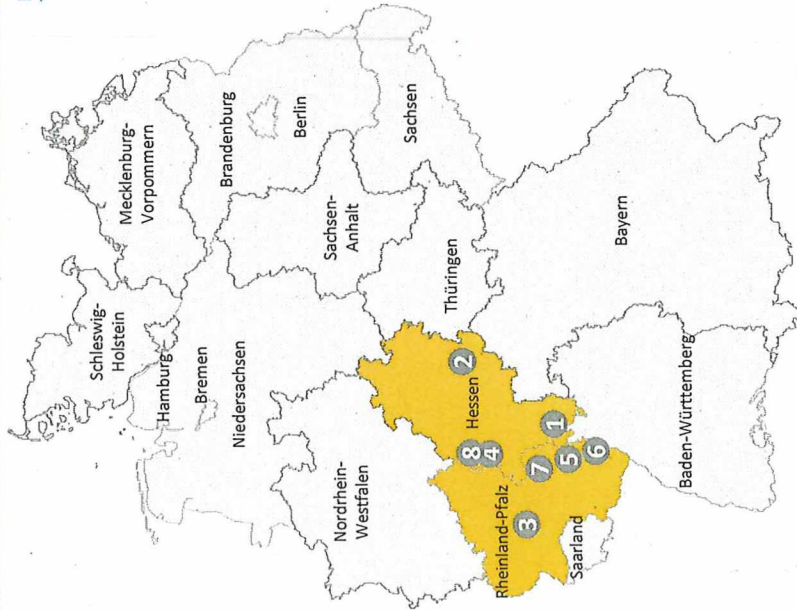 Schleswig-
Holstein
Mecklenburg-
Vorpommern
Hamburg
Bremen
Niedersachsen
Brandenburg
Berlin
Sachsen-
Anhalt
Nordrhein-
Westfalen
Sachsen
Thüringen
Hessen
2
8
4
Rheinland-Pfalz
3
7
1
5
6
Saarland
Bayern
Baden-Württemberg